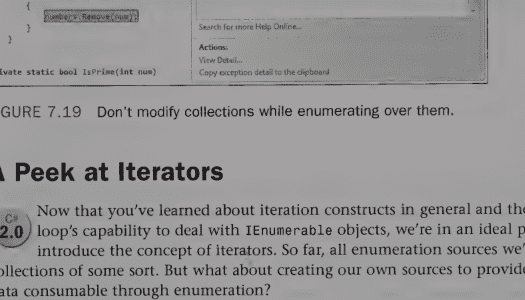 {
numbers.Remove(num);
}
}
Search for more Help Online...
Actions:
View Detail...
Copy exception detail to the clipboard
ivate static bool IsPrime(int num)
GURE 7.19 Don't modify collections while enumerating over them.
A Peek at Iterators
C#
2.0
Now that you've learned about iteration constructs in general and the
loop's capability to deal with IEnumerable objects, we're in an ideal p
introduce the concept of iterators. So far, all enumeration sources we'
ollections of some sort. But what about creating our own sources to provide
ata consumable through enumeration?